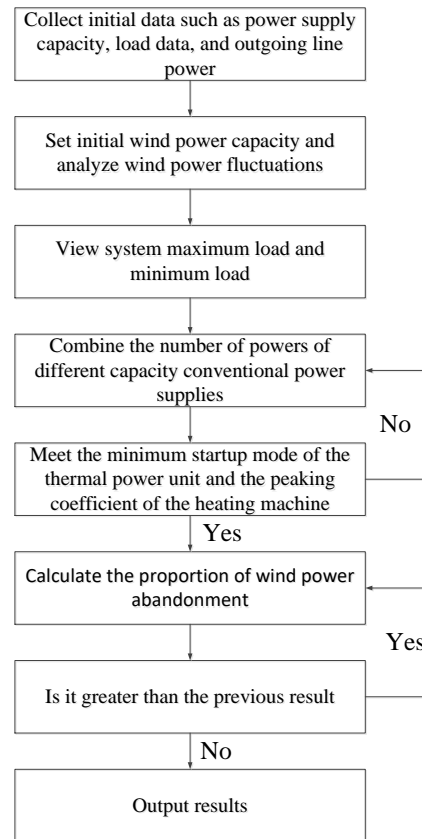 Collect initial data such as power supply
capacity, load data, and outgoing line
power
Set initial wind power capacity and
analyze wind power fluctuations
View system maximum load and
minimum load
Combine the number of powers of
different capacity conventional power
supplies
No
Meet the minimum startup mode of the
thermal power unit and the peaking
coefficient of the heating machine
Yes
Calculate the proportion of wind power
abandonment
Yes
Is it greater than the previous result
No
Output results